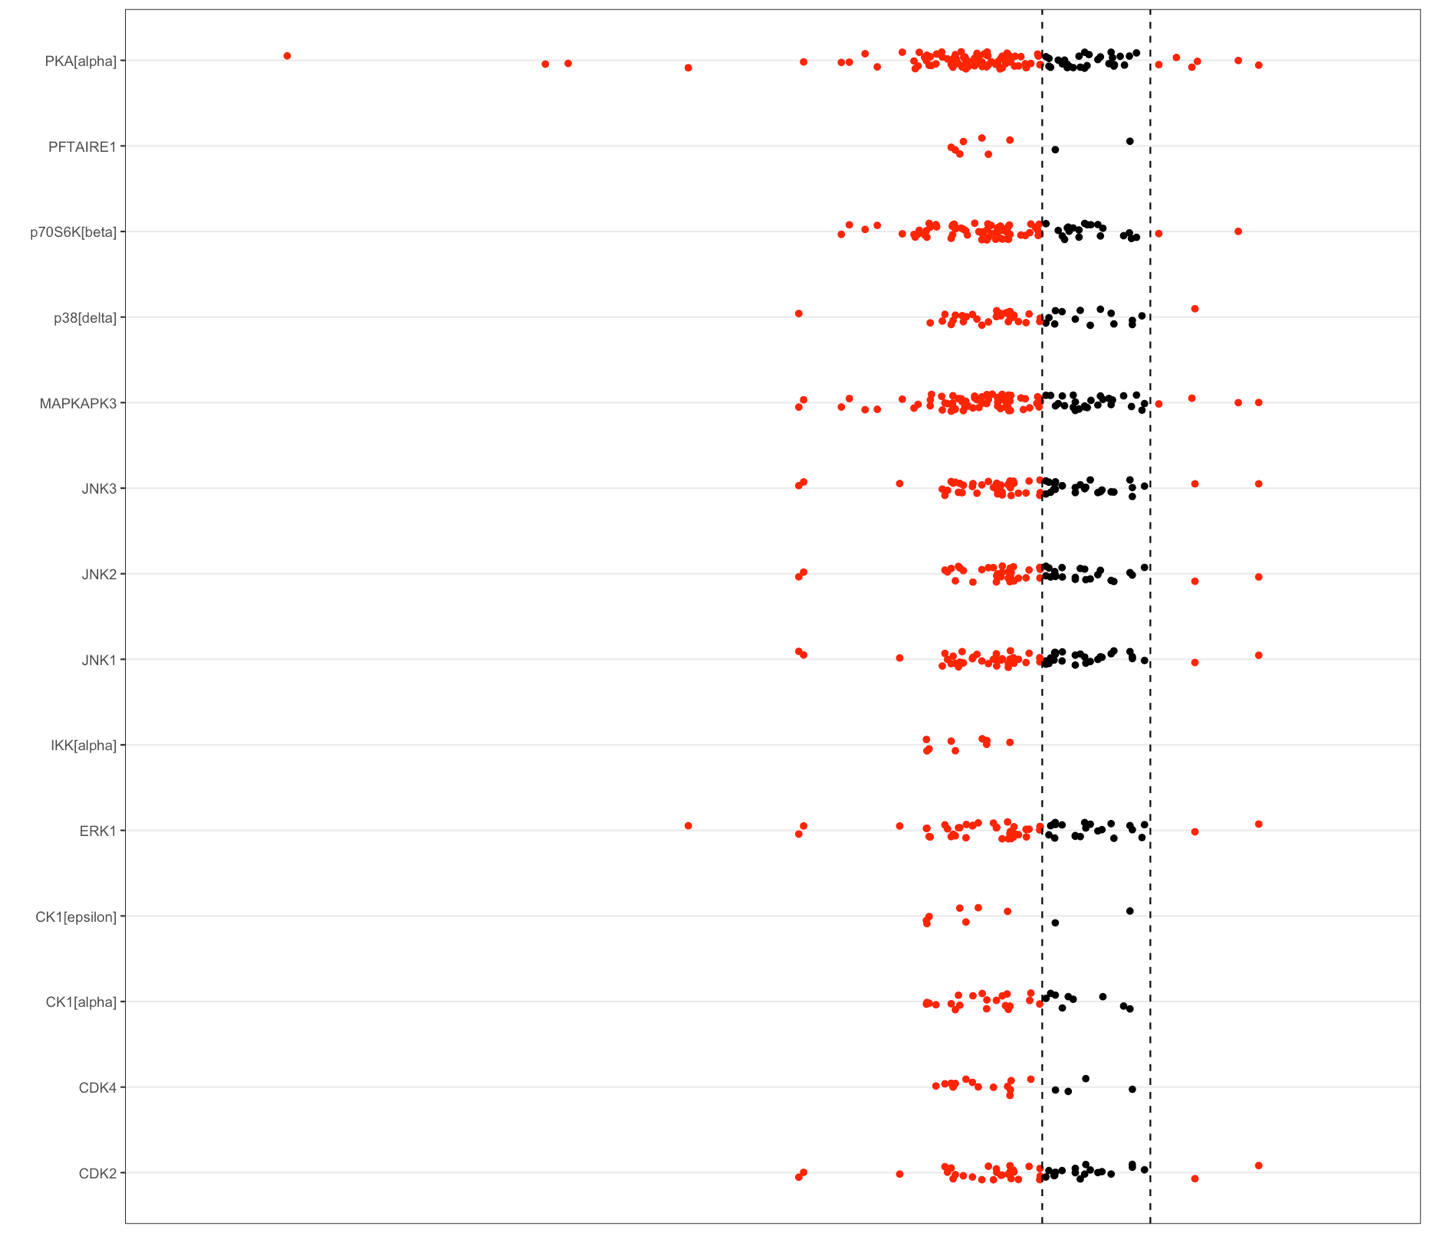 PKA[alpha]
PFTAIRE1
p70S6K[beta]
p38[delta]
MAPKAPK3
JNK3
JNK2
JNK1
IKK[alpha]
ERK1
CK1[epsilon]
CK1[alpha]
CDK4
CDK2